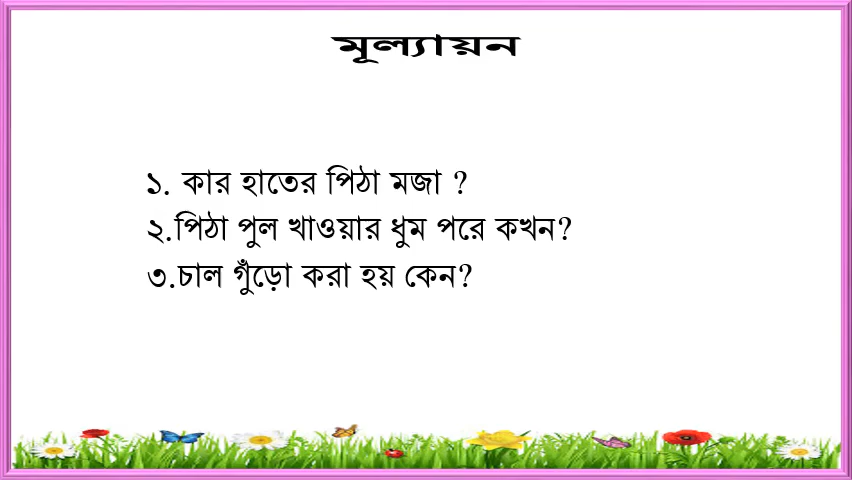 মূল্যায়ন
১. কার হাতের পিঠা মজা ?
২.পিঠা পুল খাওয়ার ধুম পরে কখন?
৩.চাল গুঁড়ো করা হয় কেন?